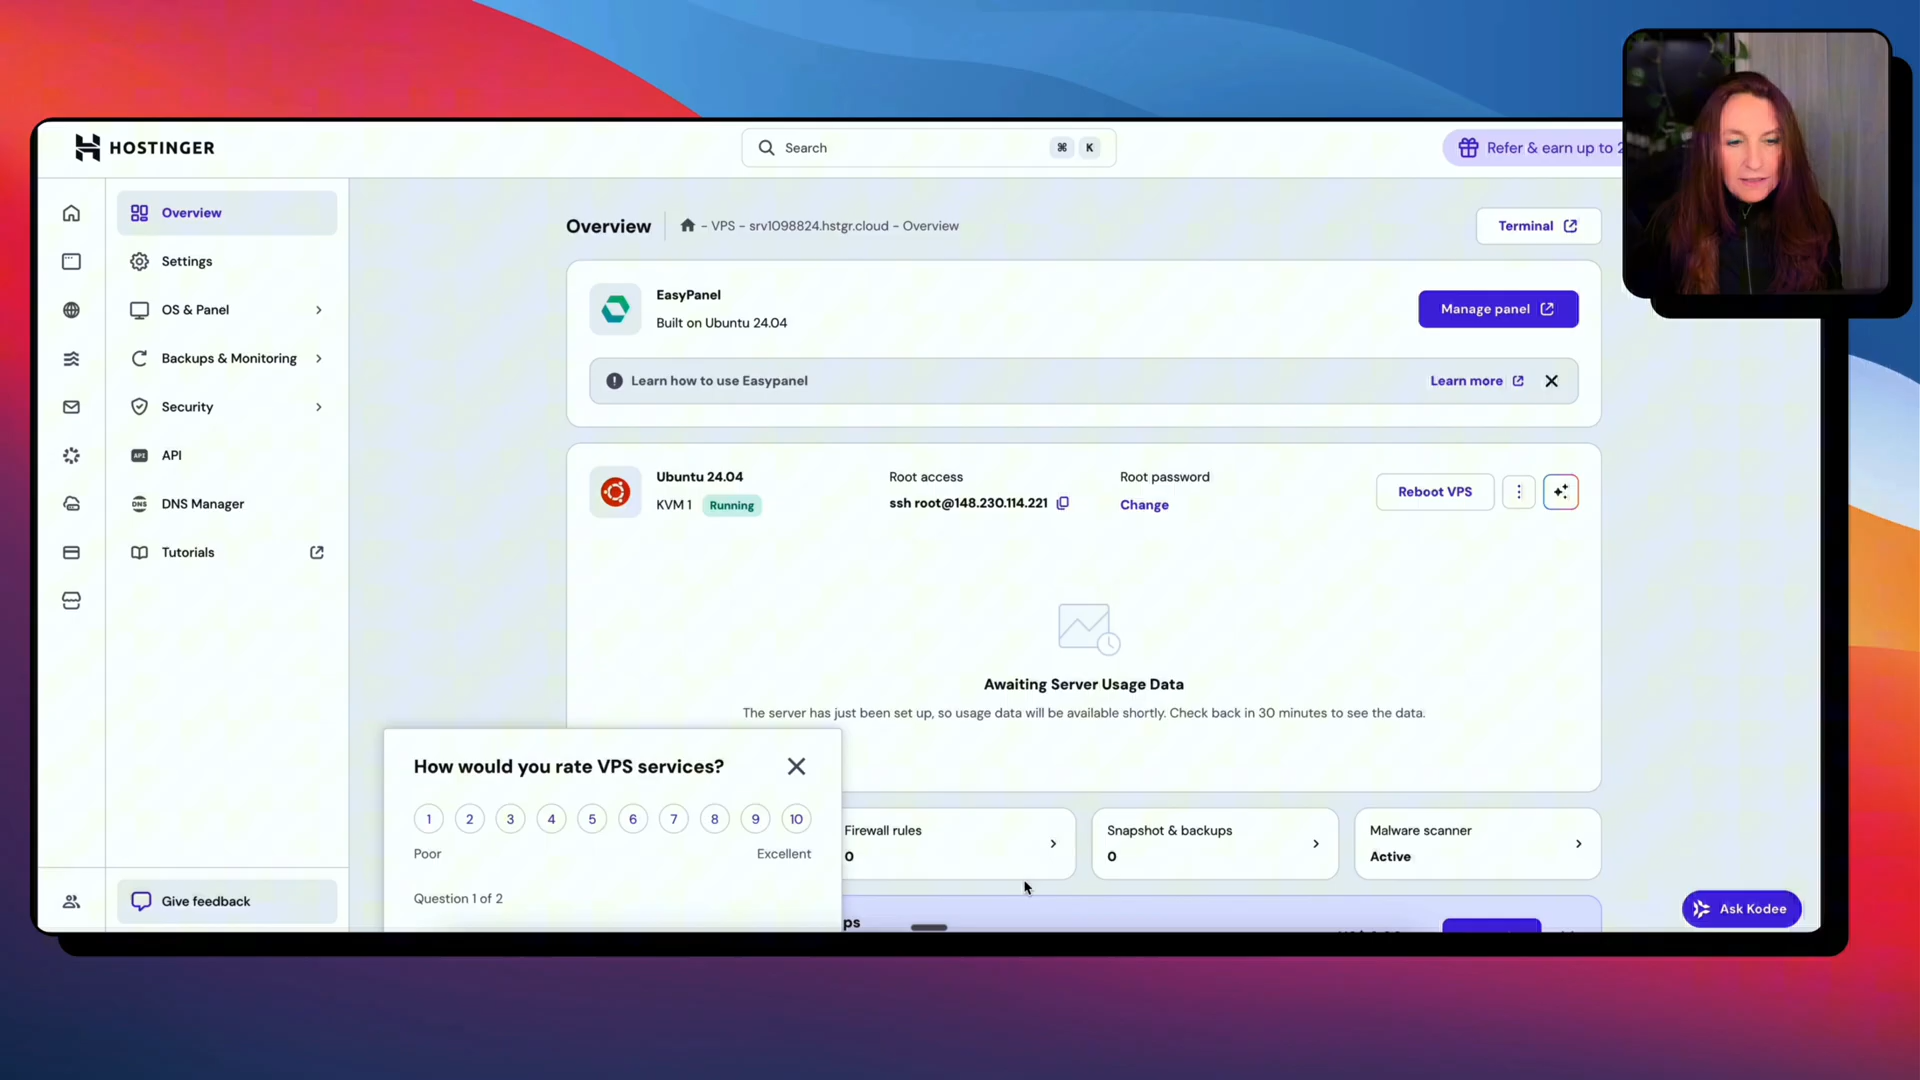 HOSTINGER
Search
⌘ K
Refer & earn up to 2
Overview
Settings
OS & Panel
Backups & Monitoring
Security
API
API
DNS
DNS Manager
Tutorials
Give feedback
Overview
- VPS - srv1098824.hstgr.cloud - Overview
Terminal
EasyPanel
Built on Ubuntu 24.04
Manage panel
Learn how to use Easypanel
Learn more
Ubuntu 24.04
KVM 1
Running
Root access
ssh root@148.230.114.221
Root password
Change
Reboot VPS
Awaiting Server Usage Data
The server has just been set up, so usage data will be available shortly. Check back in 30 minutes to see the data.
How would you rate VPS services?
1 2 3 4 5 6 7 8 9 10
Poor
Excellent
Question 1 of 2
Firewall rules
0
Snapshot & backups
0
Malware scanner
Active
ps
Ask Kodee